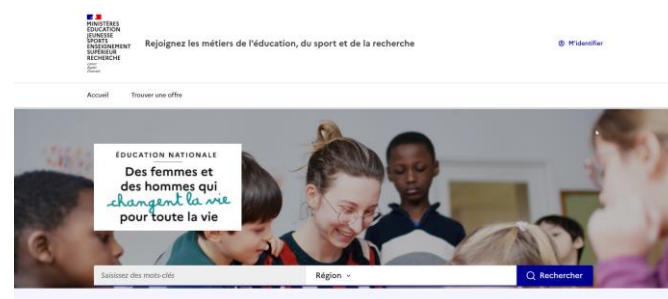 MINISTÈRES
ÉDUCATION
JEUNESSE
SPORTS
ENSEIGNEMENT
SUPÉRIEUR
RECHERCHE
Rejoignez les métiers de l'éducation, du sport et de la recherche
M'identifier
Accueil Trouver une offre
ÉDUCATION NATIONALE
Des femmes et
des hommes qui
changent la vie
pour toute la vie
Saisissez des mots-clés Région Rechercher